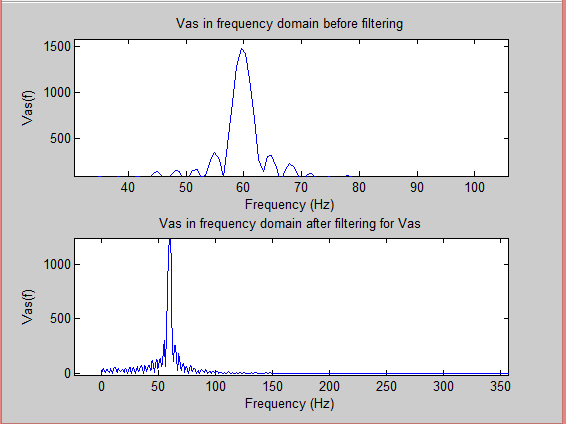 Vas in frequency domain before filtering
1500
1000
500
Vas(f)
40 50 60 70 80 90 100
Frequency (Hz)
Vas in frequency domain after filtering for Vas
1000
500
0
Vas(f)
0 50 100 150 200 250 300 350
Frequency (Hz)